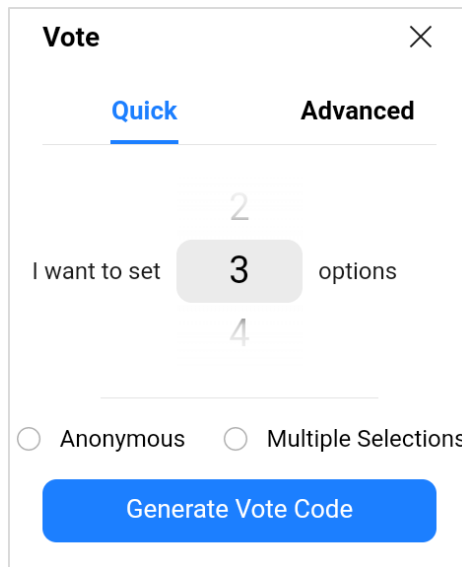 Vote
Quick Advanced
2
I want to set 3 options
4
Anonymous Multiple Selections
Generate Vote Code